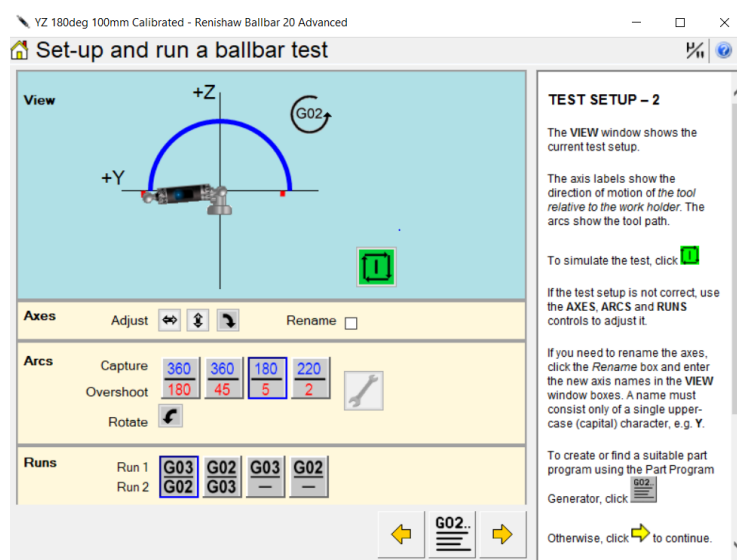 YZ 180deg 100mm Calibrated - Renishaw Ballbar 20 Advanced
Set-up and run a ballbar test
View
+Z
G02
+Y
Axes
Adjust
Rename
Arcs
Capture 360 360 180 220
Overshoot 180 45 5 2
Rotate
Runs
Run 1 G03 G02 G03 G02
Run 2 G02 G03 — —
G02..
TEST SETUP – 2
The VIEW window shows the
current test setup.
The axis labels show the
direction of motion of the tool
relative to the work holder. The
arcs show the tool path.
To simulate the test, click
If the test setup is not correct, use
the AXES, ARCS and RUNS
controls to adjust it.
If you need to rename the axes,
click the Rename box and enter
the new axis names in the VIEW
window boxes. A name must
consist only of a single upper-
case (capital) character, e.g. Y.
To create or find a suitable part
program using the Part Program
Generator, click G02..
Otherwise, click to continue.